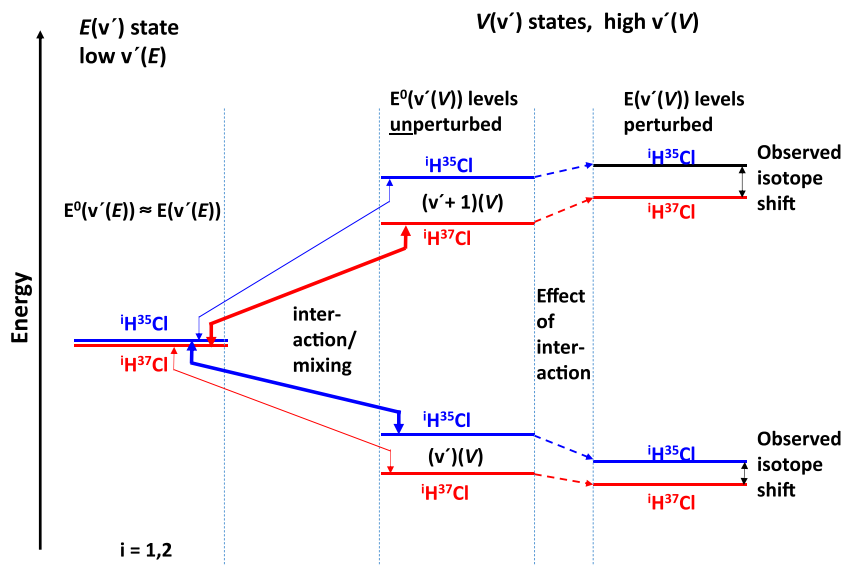 E(v´) state
low v´(E)
V(v´) states, high v´(V)
E⁰(v´(V)) levels
unperturbed
E(v´(V)) levels
perturbed
ⁱH³⁵Cl
ⁱH³⁵Cl
Observed
isotope
shift
(v´+ 1)(V)
E⁰(v´(E)) ≈ E(v´(E))
ⁱH³⁷Cl
ⁱH³⁷Cl
Energy
ⁱH³⁵Cl
ⁱH³⁷Cl
inter-
action/
mixing
Effect
of
inter-
action
ⁱH³⁵Cl
(v´)(V)
ⁱH³⁷Cl
ⁱH³⁵Cl
ⁱH³⁷Cl
Observed
isotope
shift
i = 1,2